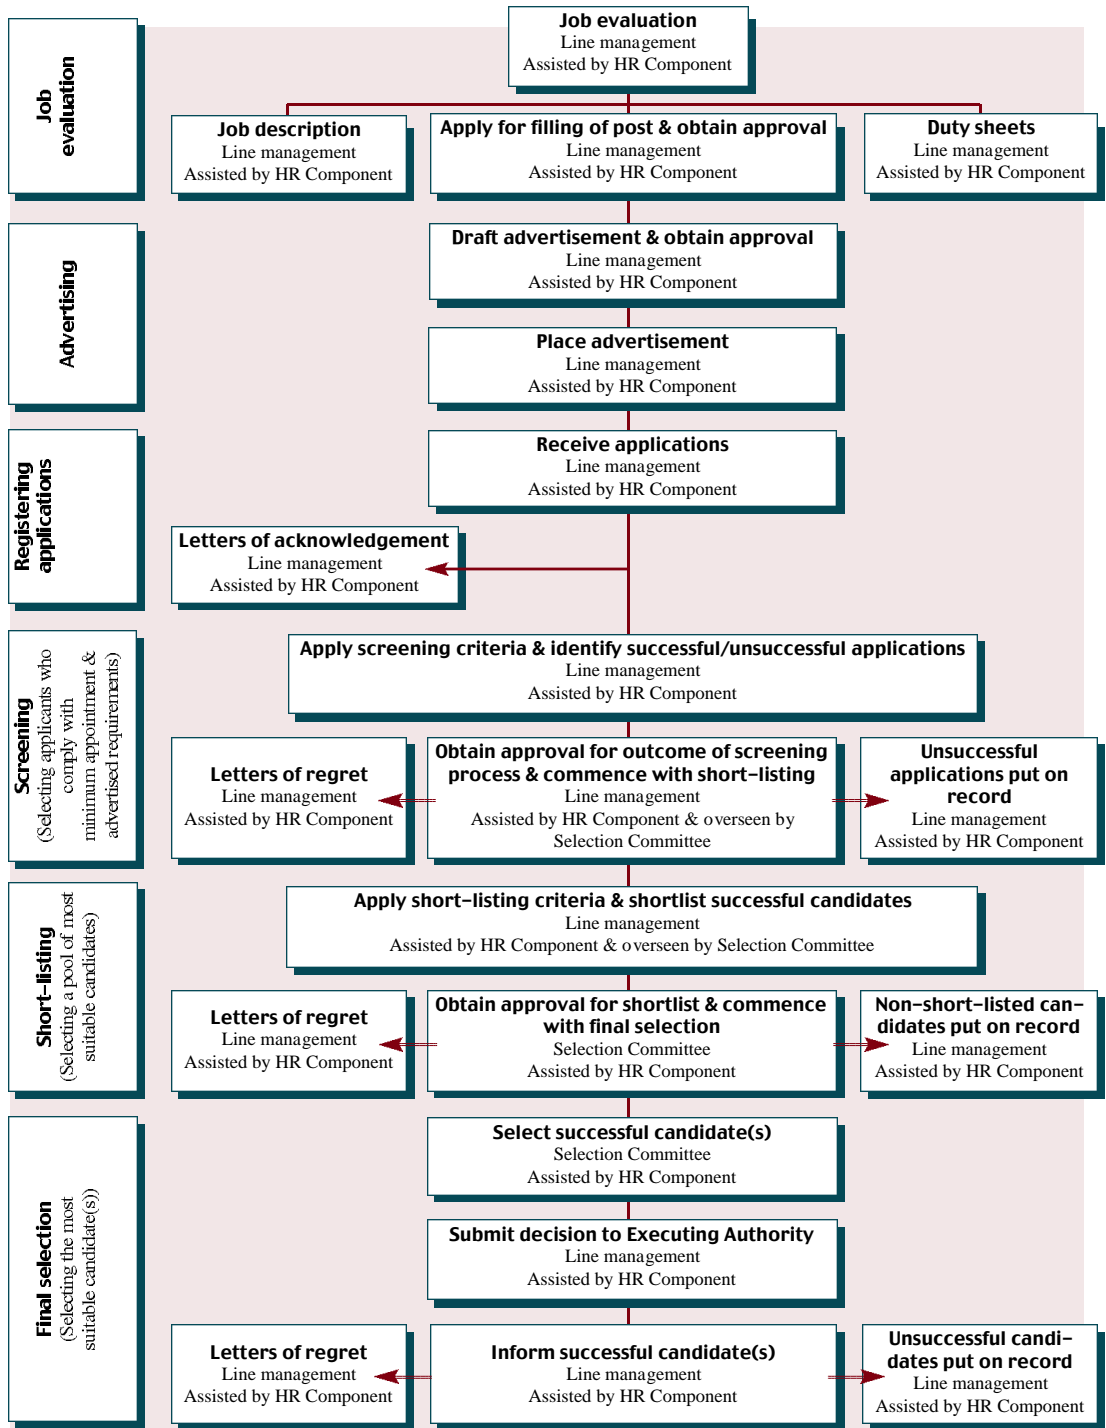 Job
evaluation
Job evaluation
Line management
Assisted by HR Component
Job description
Line management
Assisted by HR Component
Apply for filling of post & obtain approval
Line management
Assisted by HR Component
Duty sheets
Line management
Assisted by HR Component
Advertising
Draft advertisement & obtain approval
Line management
Assisted by HR Component
Place advertisement
Line management
Assisted by HR Component
Registering
applications
Receive applications
Line management
Assisted by HR Component
Letters of acknowledgement
Line management
Assisted by HR Component
Screening
(Selecting applicants who
comply with
minimum appointment &
advertised requirements)
Apply screening criteria & identify successful/unsuccessful applications
Line management
Assisted by HR Component
Letters of regret
Line management
Assisted by HR Component
Obtain approval for outcome of screening
process & commence with short-listing
Line management
Assisted by HR Component & overseen by
Selection Committee
Unsuccessful
applications put on
record
Line management
Assisted by HR Component
Short-listing
(Selecting a pool of most
suitable candidates)
Apply short-listing criteria & shortlist successful candidates
Line management
Assisted by HR Component & overseen by Selection Committee
Letters of regret
Line management
Assisted by HR Component
Obtain approval for shortlist & commence
with final selection
Selection Committee
Assisted by HR Component
Non-short-listed can-
didates put on record
Line management
Assisted by HR Component
Final selection
(Selecting the most
suitable candidate(s))
Select successful candidate(s)
Selection Committee
Assisted by HR Component
Submit decision to Executing Authority
Line management
Assisted by HR Component
Letters of regret
Line management
Assisted by HR Component
Inform successful candidate(s)
Line management
Assisted by HR Component
Unsuccessful candi-
dates put on record
Line management
Assisted by HR Component